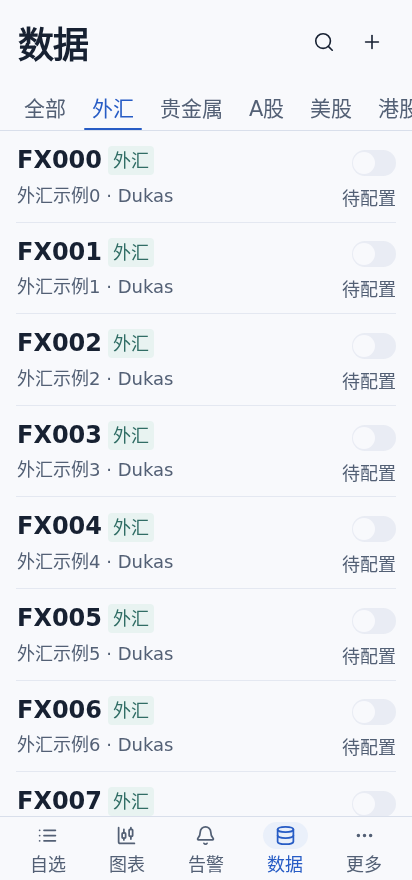 数据
全部 外汇 贵金属 A股 美股 港股
FX000 外汇
外汇示例0 · Dukas 待配置
FX001 外汇
外汇示例1 · Dukas 待配置
FX002 外汇
外汇示例2 · Dukas 待配置
FX003 外汇
外汇示例3 · Dukas 待配置
FX004 外汇
外汇示例4 · Dukas 待配置
FX005 外汇
外汇示例5 · Dukas 待配置
FX006 外汇
外汇示例6 · Dukas 待配置
FX007 外汇
自选 图表 告警 数据 更多